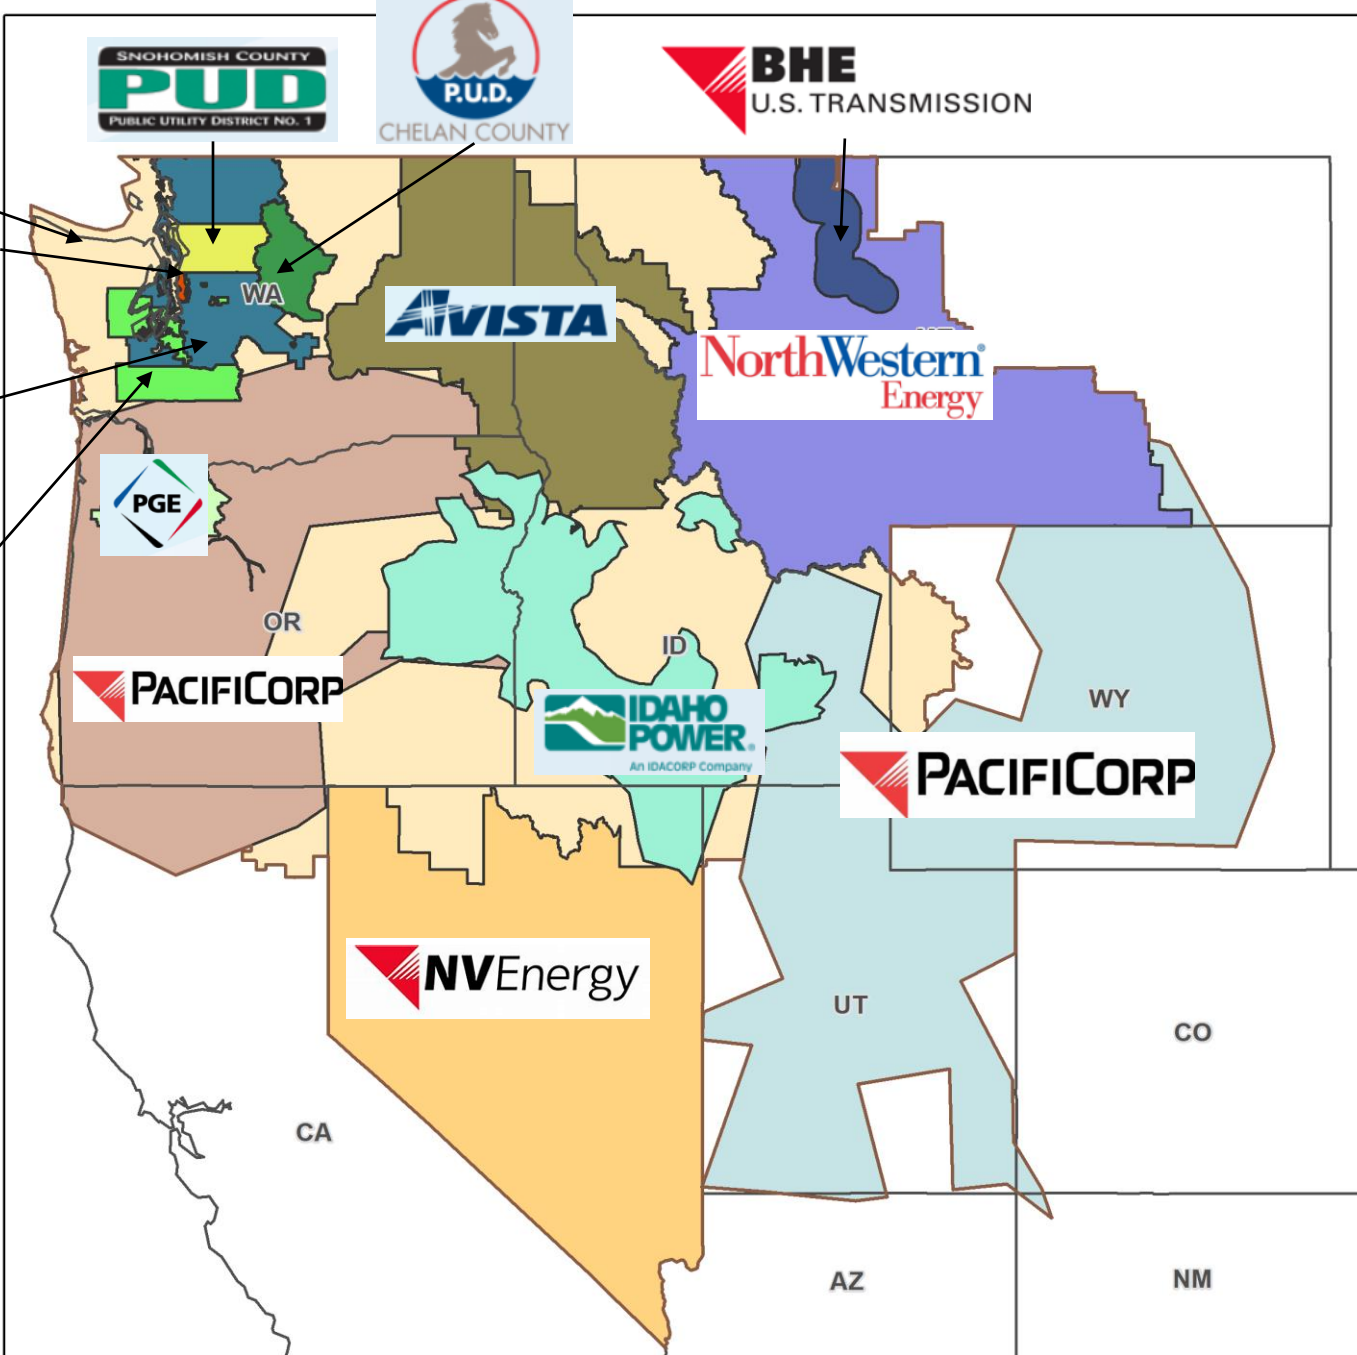 SNOHOMISH COUNTY
PUD
PUBLIC UTILITY DISTRICT NO. 1
P.U.D.
CHELAN COUNTY
BHE
U.S. TRANSMISSION
WA
AVISTA
NorthWestern®
Energy
PGE
OR
ID
PACIFICORP
IDAHO
POWER®
An IDACORP Company
WY
PACIFICORP
NVEnergy
UT
CO
CA
AZ
NM